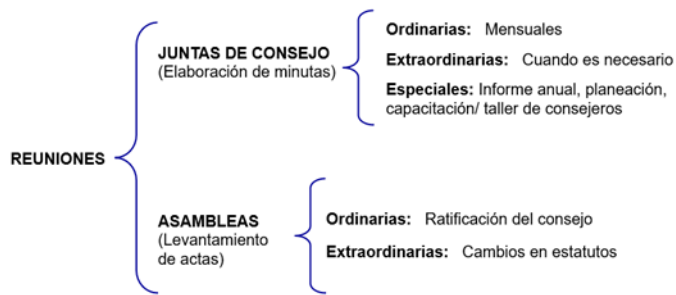 REUNIONES
JUNTAS DE CONSEJO
(Elaboración de minutas)
Ordinarias: Mensuales
Extraordinarias: Cuando es necesario
Especiales: Informe anual, planeación,
capacitación/ taller de consejeros
ASAMBLEAS
(Levantamiento
de actas)
Ordinarias: Ratificación del consejo
Extraordinarias: Cambios en estatutos